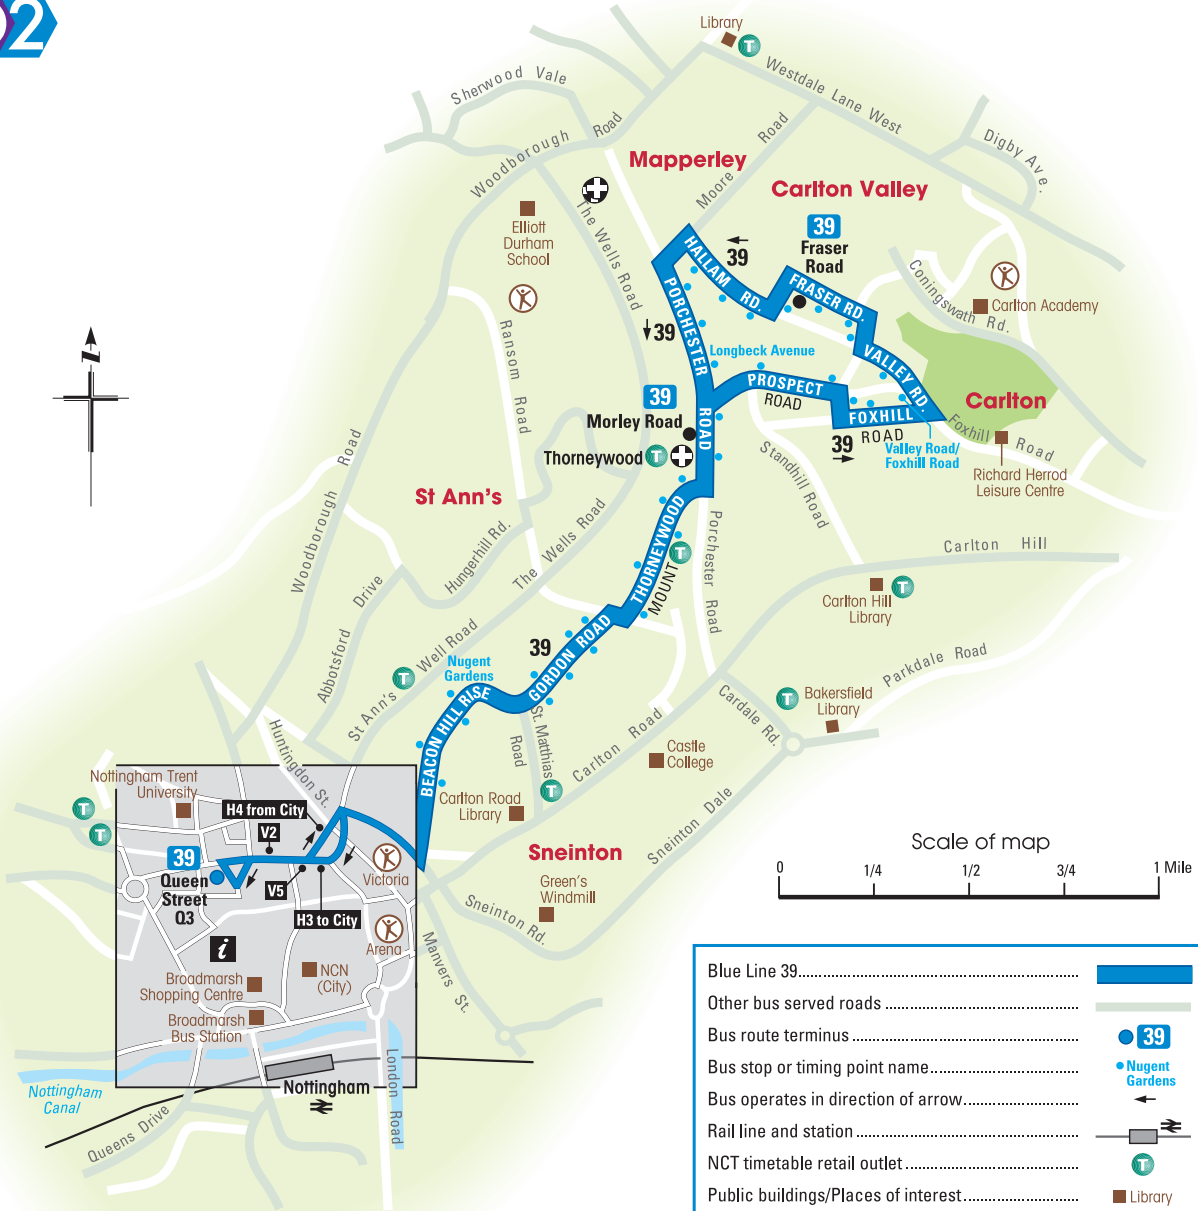 2
Library
T
Westdale Lane West
Sherwood Vale
Woodborough Road
Digby Ave.
Mapperley
Moore Road
Carlton Valley
39
Fraser
Road
39
Elliott
Durham
School
The Wells Road
HALLAM RD.
FRASER RD.
Coningswath Rd.
Carlton Academy
PORCHESTER ROAD
39
Ransom Road
N
Longbeck Avenue
VALLEY RD.
PROSPECT
ROAD
Carlton
39
Morley Road
FOXHILL
ROAD
39
Foxhill Road
Valley Road/
Foxhill Road
Thorneywood
T
Standhill Road
Richard Herrod
Leisure Centre
St Ann's
Woodborough Road
Hungerhill Rd.
The Wells Road
THORNEYWOOD
MOUNT
T
Porchester Road
Carlton Hill
Abbotsford Drive
Carlton Hill
Library
T
39
GORDON ROAD
St Ann's Well Road
T
Nugent
Gardens
Parkdale Road
BEACON HILL RISE
St. Matthias Road
Carlton Road
Cardale Rd.
T
Bakersfield
Library
Huntingdon St.
Castle
College
Nottingham Trent
University
T
T
Carlton Road
Library
T
H4 from City
V2
39
Queen
Street
Q3
V5
H3 to City
Victoria
Sneinton
Sneinton Dale
Green's
Windmill
Sneinton Rd.
Arena
i
Manvers St.
Broadmarsh
Shopping Centre
NCN
(City)
Broadmarsh
Bus Station
London Road
Nottingham
Nottingham
Canal
Queens Drive
Scale of map
0 1/4 1/2 3/4 1 Mile
Blue Line 39
Other bus served roads
Bus route terminus 39
Bus stop or timing point name Nugent
Gardens
Bus operates in direction of arrow
Rail line and station
NCT timetable retail outlet T
Public buildings/Places of interest Library